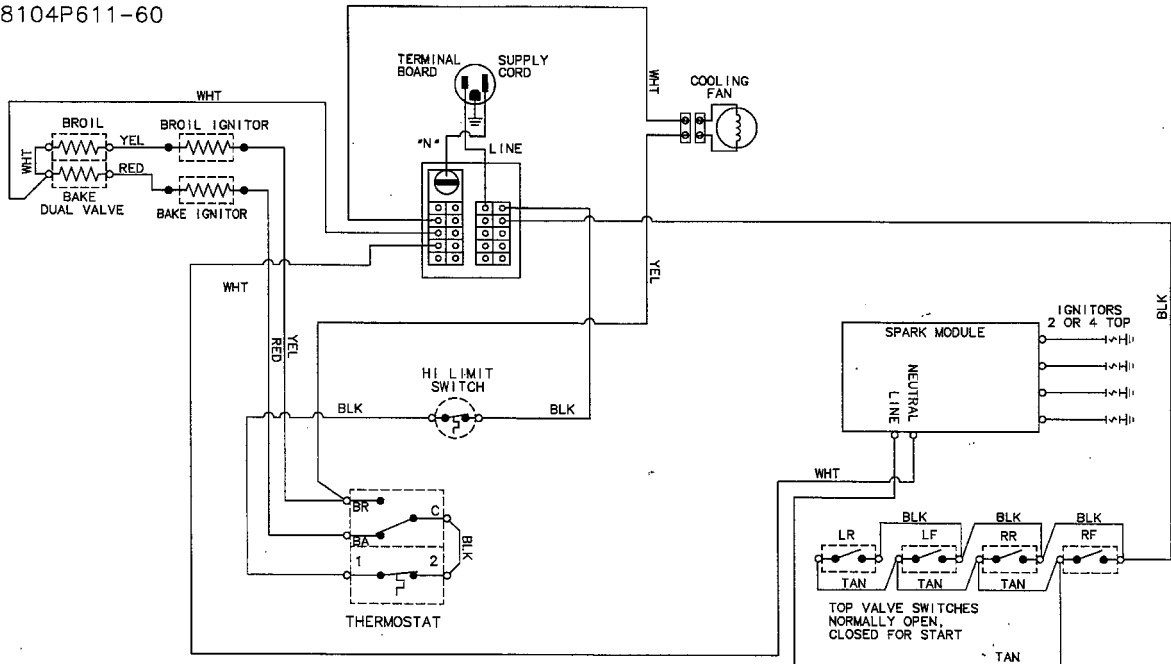 8104P611-60
TERMINAL
BOARD
SUPPLY
CORD
WHT
COOLING
FAN
WHT
BROIL
YEL
BROIL IGNITOR
"N"
LINE
WHT
RED
BAKE
DUAL VALVE
BAKE IGNITOR
WHT
YEL
BLK
YEL
RED
IGNITORS
2 OR 4 TOP
SPARK MODULE
LINE
NEUTRAL
HI LIMIT
SWITCH
BLK
BLK
WHT
BR
C
BA
BLK
1
2
THERMOSTAT
BLK
BLK
BLK
LR
LF
RR
RF
TAN
TAN
TAN
TOP VALVE SWITCHES
NORMALLY OPEN,
CLOSED FOR START
TAN